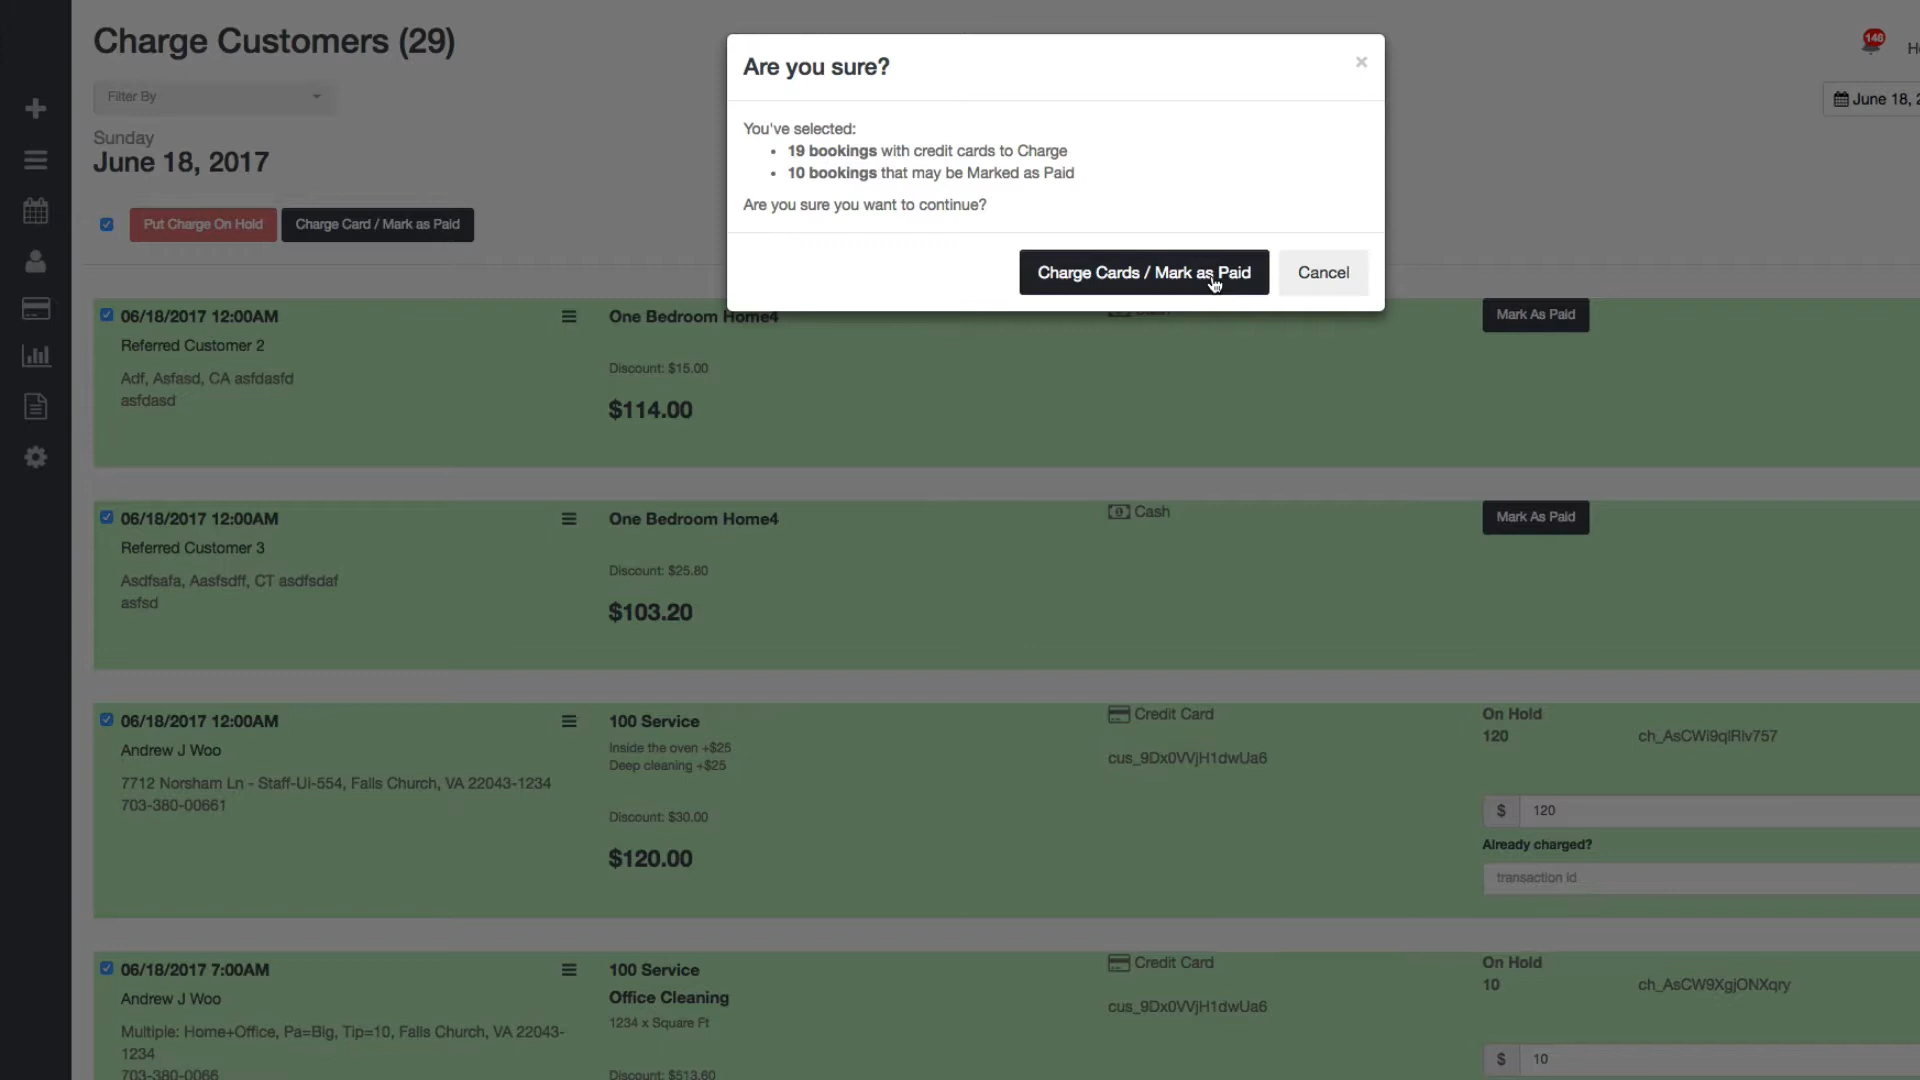 Charge Customers (29)
Filter By
Sunday
June 18, 2017
Put Charge On Hold
Charge Card / Mark as Paid
146
June 18, 2
Are you sure?
×
You've selected:
• 19 bookings with credit cards to Charge
• 10 bookings that may be Marked as Paid
Are you sure you want to continue?
Charge Cards / Mark as Paid
Cancel
06/18/2017 12:00AM
Referred Customer 2
Adf, Asfasd, CA asfdasfd
asfdasd
One Bedroom Home4
Discount: $15.00
$114.00
Mark As Paid
06/18/2017 12:00AM
Referred Customer 3
Asdfsafa, Aasfsdff, CT asdfsdaf
asfsd
One Bedroom Home4
Discount: $25.80
$103.20
Cash
Mark As Paid
06/18/2017 12:00AM
Andrew J Woo
7712 Norsham Ln - Staff-Ui-554, Falls Church, VA 22043-1234
703-380-00661
100 Service
Inside the oven +$25
Deep cleaning +$25
Discount: $30.00
$120.00
Credit Card
cus_9Dx0VVjH1dwUa6
On Hold
120
ch_AsCWi9qlRlv757
$ 120
Already charged?
transaction id
06/18/2017 7:00AM
Andrew J Woo
Multiple: Home+Office, Pa=Big, Tip=10, Falls Church, VA 22043-
1234
703-380-0066
100 Service
Office Cleaning
1234 x Square Ft
Discount: $513.60
Credit Card
cus_9Dx0VVjH1dwUa6
On Hold
10
ch_AsCW9XgjONXqry
$ 10